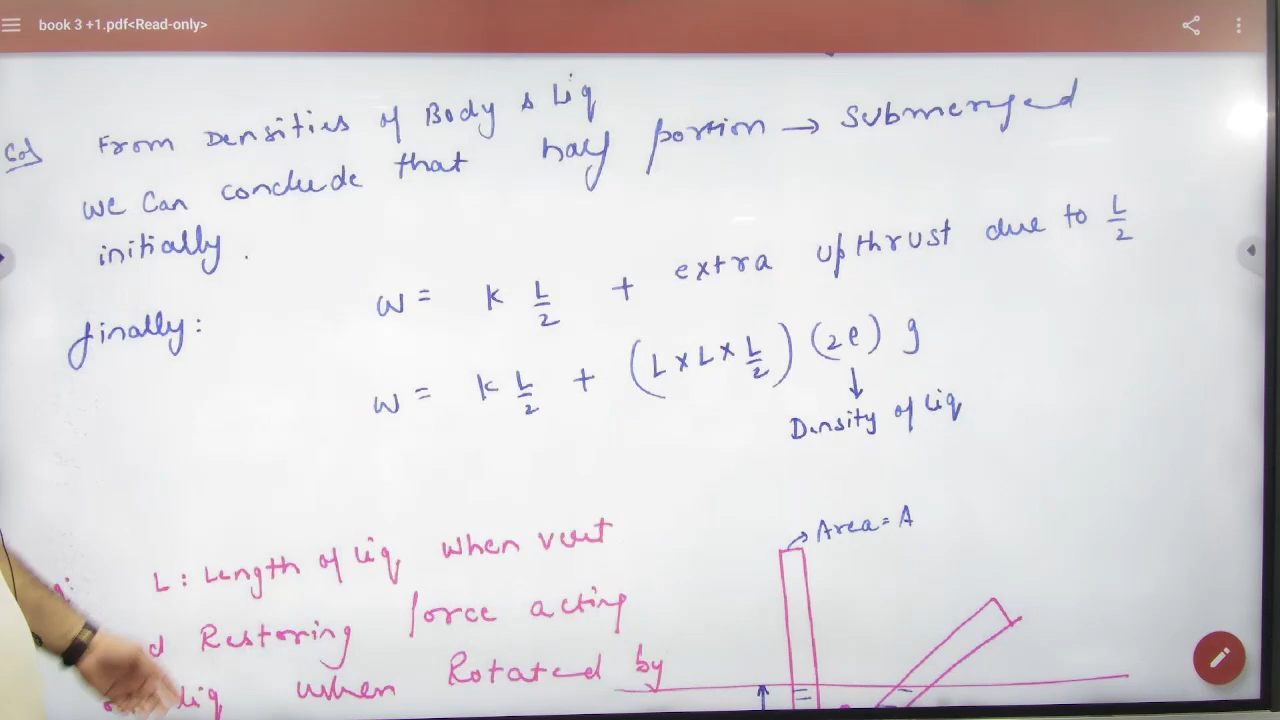 book 3 +1.pdf<Read-only>
Sol From Densities of Body & Liq
we can conclude that half portion → submerged
initially.
finally: W = K L/2 + extra upthrust due to L/2
W = K L/2 + (L×L×L/2) (2ρ) g
↓
Density of liq
Area = A
L : Length of liq when vert
Restoring force acting
liq when Rotated by